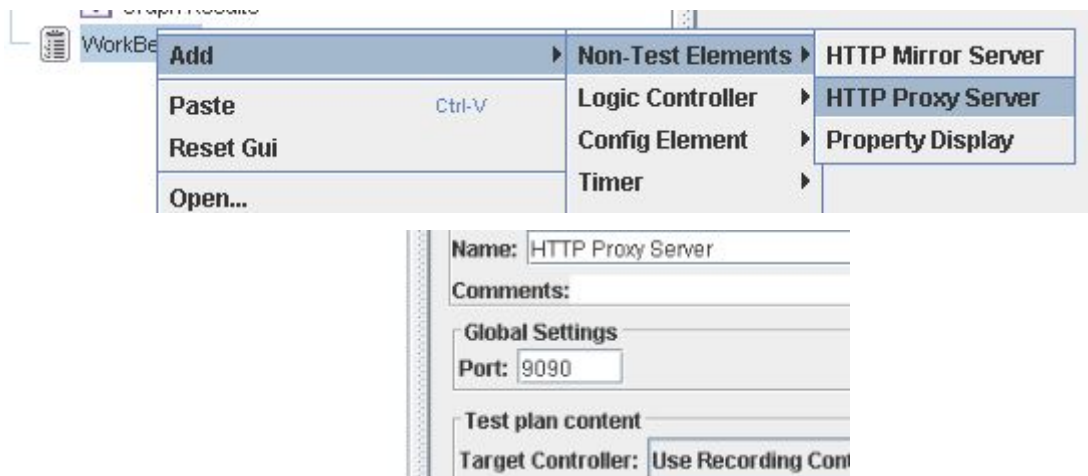 WorkBe
Add Non-Test Elements HTTP Mirror Server
Paste Ctrl-V Logic Controller HTTP Proxy Server
Reset Gui Config Element Property Display
Timer
Open...
Name: HTTP Proxy Server
Comments:
Global Settings
Port: 9090
Test plan content
Target Controller: Use Recording Cont